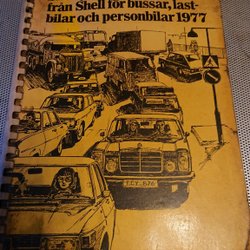 från Shell för bussar, last-
bilar och personbilar 1977